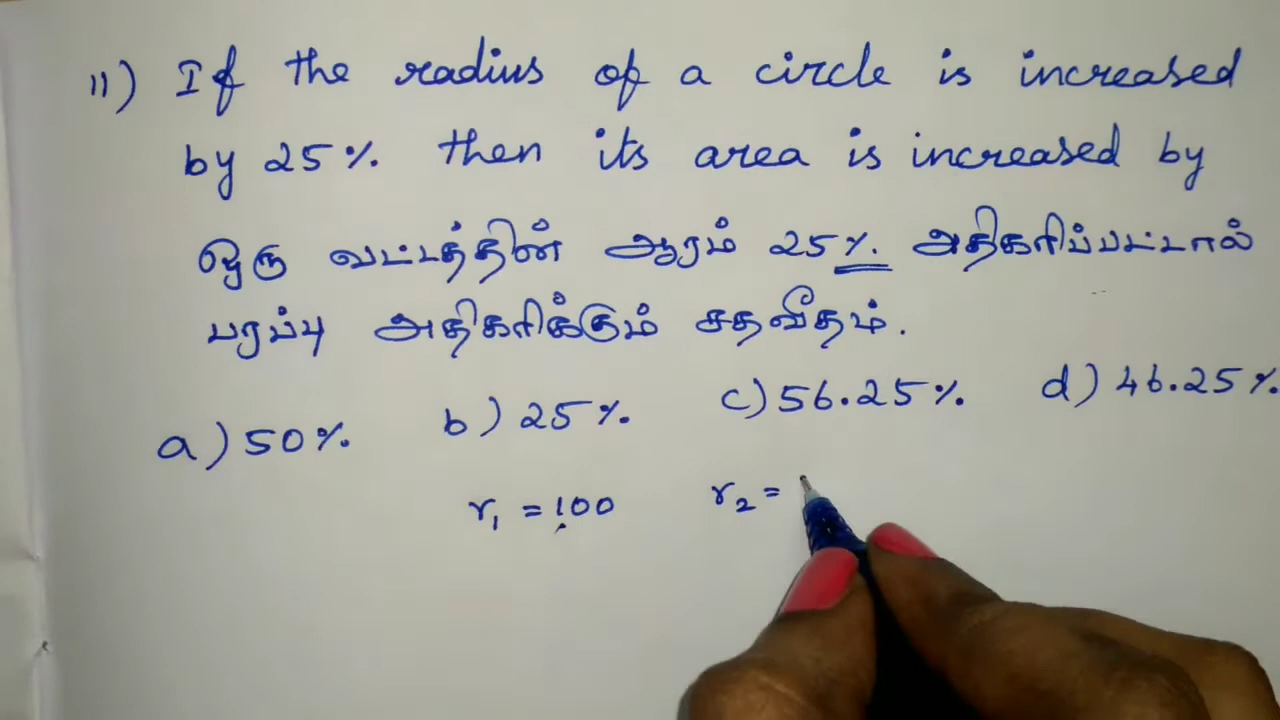 11) If the radius of a circle is increased
by 25% then its area is increased by
ஒரு வட்டத்தின் ஆரம் 25% அதிகரிப்பட்டால்
பரப்பு அதிகரிக்கும் சதவீதம்.
a) 50% b) 25% c) 56.25% d) 46.25%
r₁ = 100 r₂ =